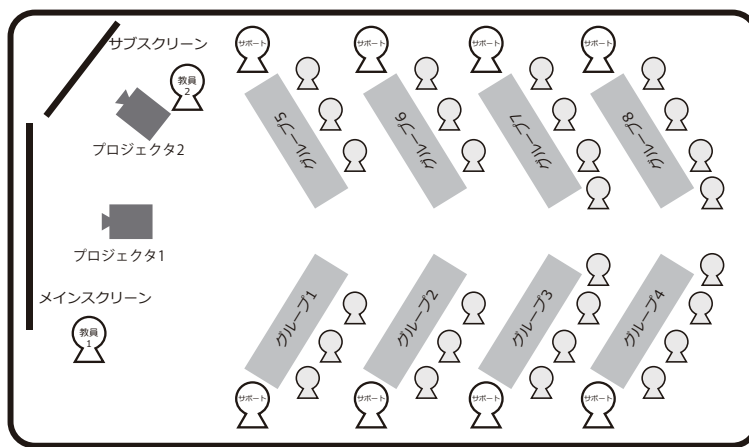 サブスクリーン
教員
2
プロジェクタ2
プロジェクタ1
メインスクリーン
教員
1
サポート
サポート
サポート
サポート
グループ5
グループ6
グループ7
グループ8
グループ1
グループ2
グループ3
グループ4
サポート
サポート
サポート
サポート